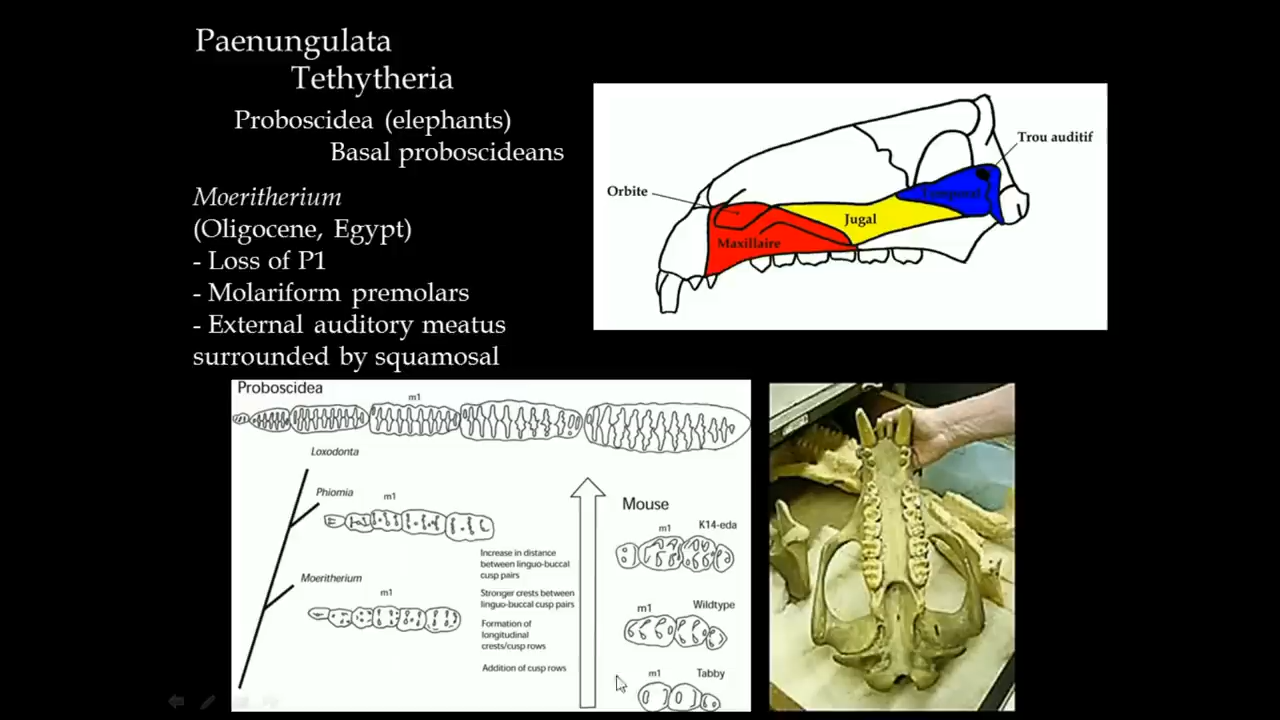 Paenungulata
Tethytheria
Proboscidea (elephants)
Basal proboscideans
Moeritherium
(Oligocene, Egypt)
- Loss of P1
- Molariform premolars
- External auditory meatus
surrounded by squamosal
Trou auditif
Orbite
Temporal
Jugal
Maxillaire
Proboscidea
m1
Loxodonta
Phiomia
m1
Moeritherium
m1
Increase in distance
between linguo-buccal
cusp pairs
Stronger crests between
linguo-buccal cusp pairs
Formation of
longitudinal
crests/cusp rows
Addition of cusp rows
Mouse
K14-eda
m1
Wildtype
m1
Tabby
m1